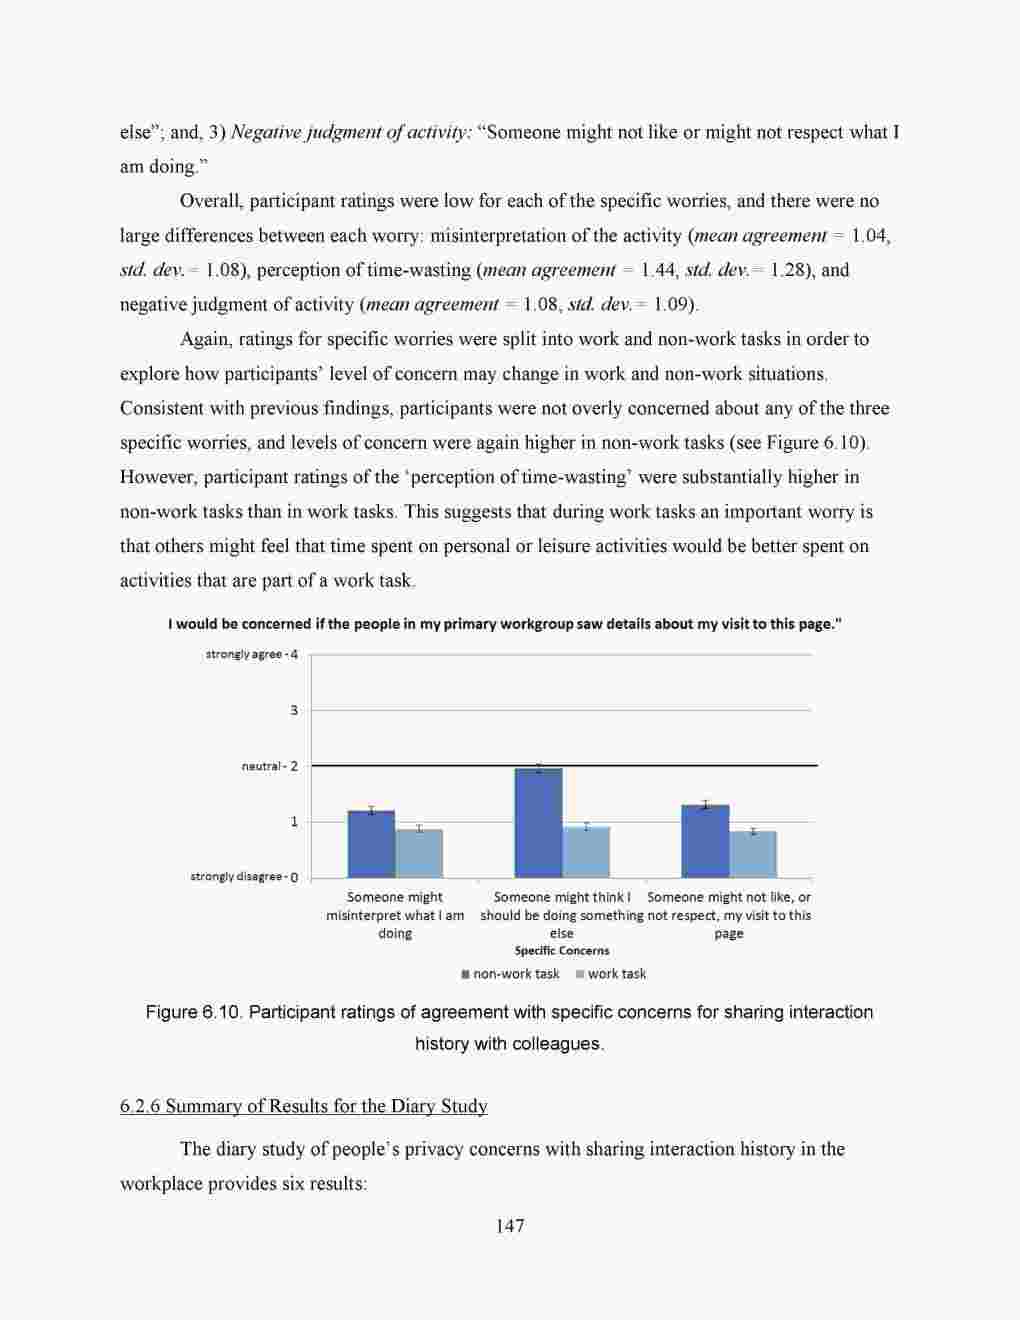 else”; and, 3) Negative judgment of activity: “Someone might not like or might not respect what I
am doing.”
Overall, participant ratings were low for each of the specific worries, and there were no
large differences between each worry: misinterpretation of the activity (mean agreement = 1.04,
std. dev.= 1.08), perception of time-wasting (mean agreement = 1.44, std. dev.= 1.28), and
negative judgment of activity (mean agreement = 1.08, std. dev.= 1.09).
Again, ratings for specific worries were split into work and non-work tasks in order to
explore how participants’ level of concern may change in work and non-work situations.
Consistent with previous findings, participants were not overly concerned about any of the three
specific worries, and levels of concern were again higher in non-work tasks (see Figure 6.10).
However, participant ratings of the ‘perception of time-wasting’ were substantially higher in
non-work tasks than in work tasks. This suggests that during work tasks an important worry is
that others might feel that time spent on personal or leisure activities would be better spent on
activities that are part of a work task.
I would be concerned if the people in my primary workgroup saw details about my visit to this page."
strongly agree - 4
3
neutral - 2
1
strongly disagree - 0
Someone might
misinterpret what I am
doing
Someone might think I
should be doing something
else
Someone might not like, or
not respect, my visit to this
page
Specific Concerns
non-work task work task
Figure 6.10. Participant ratings of agreement with specific concerns for sharing interaction
history with colleagues.
6.2.6 Summary of Results for the Diary Study
The diary study of people’s privacy concerns with sharing interaction history in the
workplace provides six results:
147